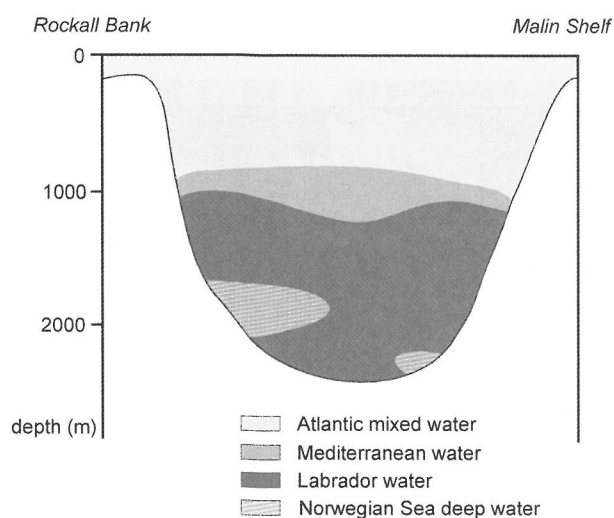 Rockall Bank
Malin Shelf
0
1000
2000
depth (m)
Atlantic mixed water
Mediterranean water
Labrador water
Norwegian Sea deep water